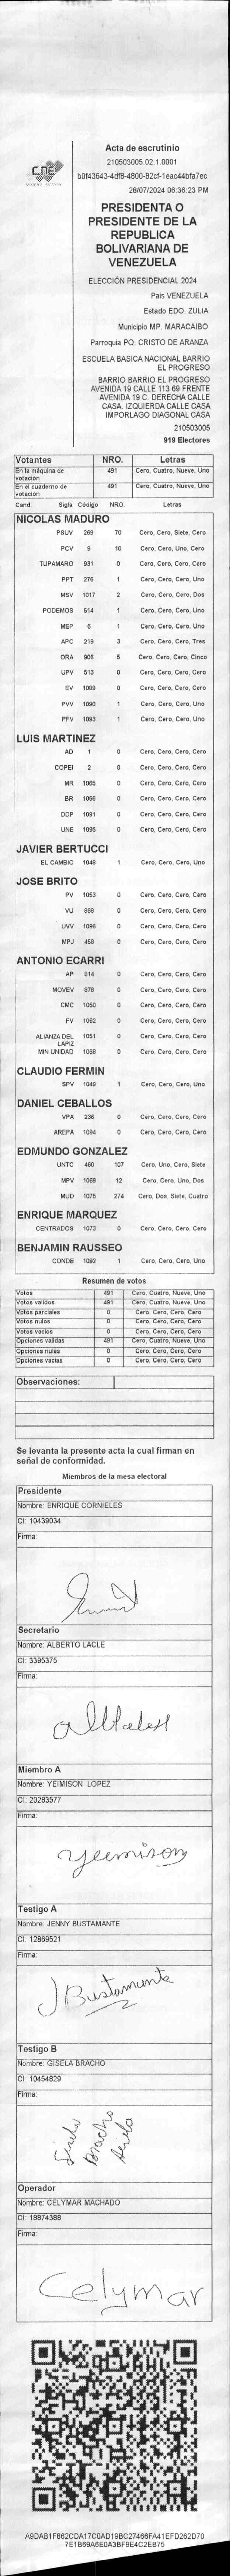 CNE
Acta de escrutinio
210503005.02.1.0001
b0f43643-4df8-4800-82cf-1eac44bfa7ec
28/07/2024 06:36:23 PM
PRESIDENTA O
PRESIDENTE DE LA
REPUBLICA
BOLIVARIANA DE
VENEZUELA
ELECCIÓN PRESIDENCIAL 2024
País VENEZUELA
Estado EDO. ZULIA
Municipio MP. MARACAIBO
Parroquia PQ. CRISTO DE ARANZA
ESCUELA BASICA NACIONAL BARRIO
EL PROGRESO
BARRIO BARRIO EL PROGRESO
AVENIDA 19 CALLE 113 69 FRENTE
AVENIDA 19 C. DERECHA CALLE
CASA. IZQUIERDA CALLE CASA
IMPORLAGO DIAGONAL CASA
210503005
919 Electores
Votantes NRO. Letras
En la máquina de votación 491 Cero, Cuatro, Nueve, Uno
En el cuaderno de votación 491 Cero, Cuatro, Nueve, Uno
Cand. Sigla Código NRO. Letras
NICOLAS MADURO
PSUV 269 70 Cero, Cero, Siete, Cero
PCV 9 10 Cero, Cero, Uno, Cero
TUPAMARO 931 0 Cero, Cero, Cero, Cero
PPT 276 1 Cero, Cero, Cero, Uno
MSV 1017 2 Cero, Cero, Cero, Dos
PODEMOS 514 1 Cero, Cero, Cero, Uno
MEP 6 1 Cero, Cero, Cero, Uno
APC 219 3 Cero, Cero, Cero, Tres
ORA 906 5 Cero, Cero, Cero, Cinco
UPV 513 0 Cero, Cero, Cero, Cero
EV 1089 0 Cero, Cero, Cero, Cero
PVV 1090 1 Cero, Cero, Cero, Uno
PFV 1093 1 Cero, Cero, Cero, Uno
LUIS MARTINEZ
AD 1 0 Cero, Cero, Cero, Cero
COPEI 2 0 Cero, Cero, Cero, Cero
MR 1065 0 Cero, Cero, Cero, Cero
BR 1066 0 Cero, Cero, Cero, Cero
DDP 1091 0 Cero, Cero, Cero, Cero
UNE 1095 0 Cero, Cero, Cero, Cero
JAVIER BERTUCCI
EL CAMBIO 1048 1 Cero, Cero, Cero, Uno
JOSE BRITO
PV 1053 0 Cero, Cero, Cero, Cero
VU 868 0 Cero, Cero, Cero, Cero
UVV 1096 0 Cero, Cero, Cero, Cero
MPJ 458 0 Cero, Cero, Cero, Cero
ANTONIO ECARRI
AP 814 0 Cero, Cero, Cero, Cero
MOVEV 878 0 Cero, Cero, Cero, Cero
CMC 1050 0 Cero, Cero, Cero, Cero
FV 1062 0 Cero, Cero, Cero, Cero
ALIANZA DEL LAPIZ 1051 0 Cero, Cero, Cero, Cero
MIN UNIDAD 1068 0 Cero, Cero, Cero, Cero
CLAUDIO FERMIN
SPV 1049 1 Cero, Cero, Cero, Uno
DANIEL CEBALLOS
VPA 236 0 Cero, Cero, Cero, Cero
AREPA 1094 0 Cero, Cero, Cero, Cero
EDMUNDO GONZALEZ
UNTC 460 107 Cero, Uno, Cero, Siete
MPV 1069 12 Cero, Cero, Uno, Dos
MUD 1075 274 Cero, Dos, Siete, Cuatro
ENRIQUE MARQUEZ
CENTRADOS 1073 0 Cero, Cero, Cero, Cero
BENJAMIN RAUSSEO
CONDE 1092 1 Cero, Cero, Cero, Uno
Resumen de votos
Votos 491 Cero, Cuatro, Nueve, Uno
Votos validos 491 Cero, Cuatro, Nueve, Uno
Votos parciales 0 Cero, Cero, Cero, Cero
Votos nulos 0 Cero, Cero, Cero, Cero
Votos vacios 0 Cero, Cero, Cero, Cero
Opciones validas 491 Cero, Cuatro, Nueve, Uno
Opciones nulas 0 Cero, Cero, Cero, Cero
Opciones vacias 0 Cero, Cero, Cero, Cero
Observaciones:
Se levanta la presente acta la cual firman en
señal de conformidad.
Miembros de la mesa electoral
Presidente
Nombre: ENRIQUE CORNIELES
CI: 10439034
Firma:
Secretario
Nombre: ALBERTO LACLE
CI: 3395375
Firma:
Miembro A
Nombre: YEIMISON LOPEZ
CI: 20283577
Firma:
yeimison
Testigo A
Nombre: JENNY BUSTAMANTE
CI: 12869521
Firma:
J Bustamante
Testigo B
Nombre: GISELA BRACHO
CI: 10454829
Firma:
Gisela
Bracho
Operador
Nombre: CELYMAR MACHADO
CI: 18874388
Firma:
Celymar
A9DAB1F862CDA17C0AD19BC27466FA41EFD262D70
7E1B69A6E0A3BF9E4C2EB75